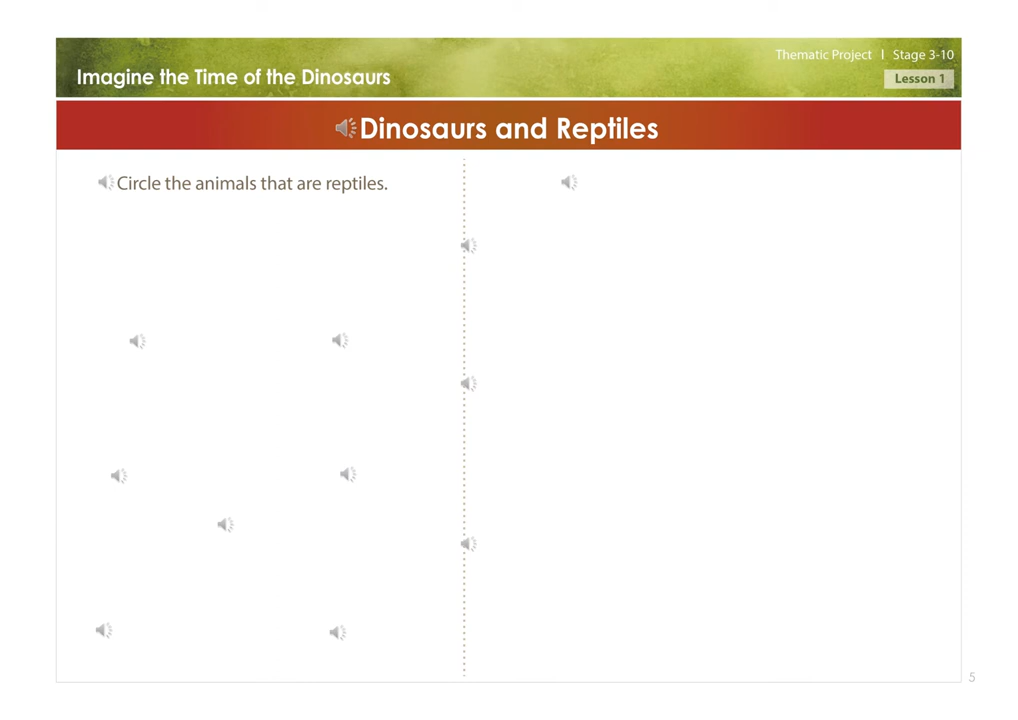 Thematic Project | Stage 3-10
Imagine the Time of the Dinosaurs
Lesson 1
Dinosaurs and Reptiles
Circle the animals that are reptiles.
5